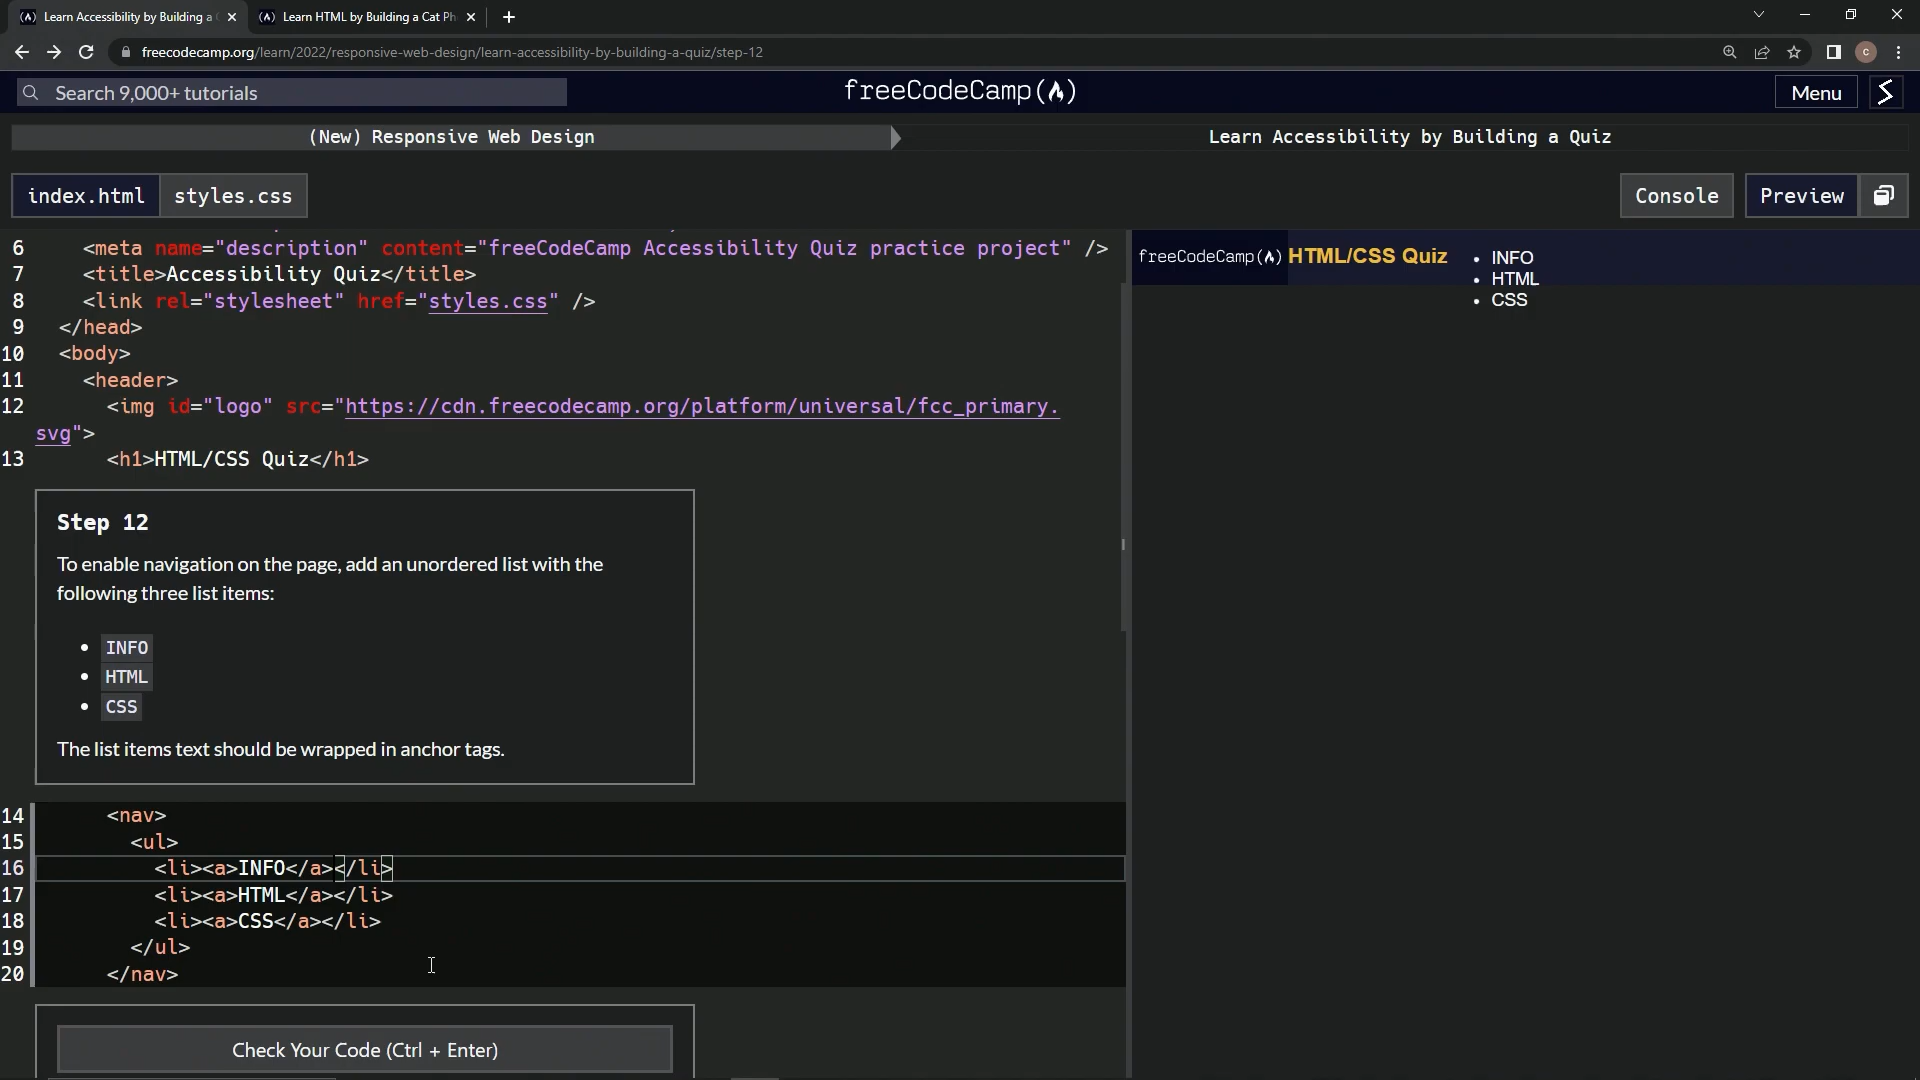 Learn Accessibility by Building a
Learn HTML by Building a Cat Ph
freecodecamp.org/learn/2022/responsive-web-design/learn-accessibility-by-building-a-quiz/step-12
C
Search 9,000+ tutorials
freeCodeCamp(
Menu
(New) Responsive Web Design
Learn Accessibility by Building a Quiz
index.html
styles.css
Console
Preview
6 <meta name="description" content="freeCodeCamp Accessibility Quiz practice project" />
7 <title>Accessibility Quiz</title>
8 <link rel="stylesheet" href="styles.css" />
9 </head>
10 <body>
11 <header>
12 <img id="logo" src="https://cdn.freecodecamp.org/platform/universal/fcc_primary.
svg">
13 <h1>HTML/CSS Quiz</h1>
Step 12
To enable navigation on the page, add an unordered list with the
following three list items:
• INFO
• HTML
• CSS
The list items text should be wrapped in anchor tags.
14 <nav>
15 <ul>
16 <li><a>INFO</a></li>
17 <li><a>HTML</a></li>
18 <li><a>CSS</a></li>
19 </ul>
20 </nav>
Check Your Code (Ctrl + Enter)
freeCodeCamp( ) HTML/CSS Quiz
• INFO
• HTML
• CSS